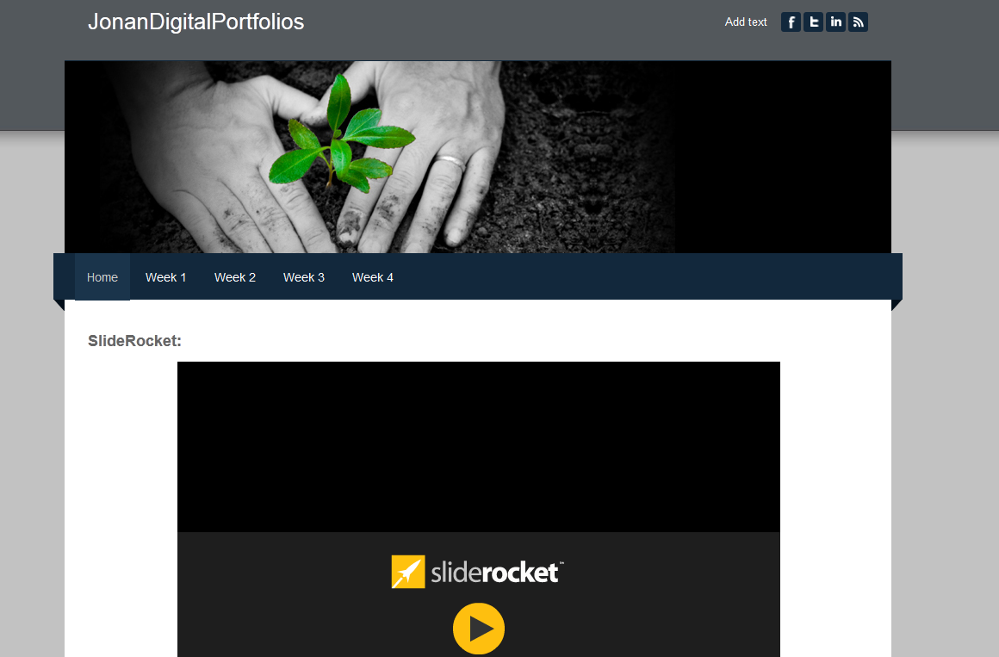 JonanDigitalPortfolios
Add text
Home Week 1 Week 2 Week 3 Week 4
SlideRocket:
sliderocket